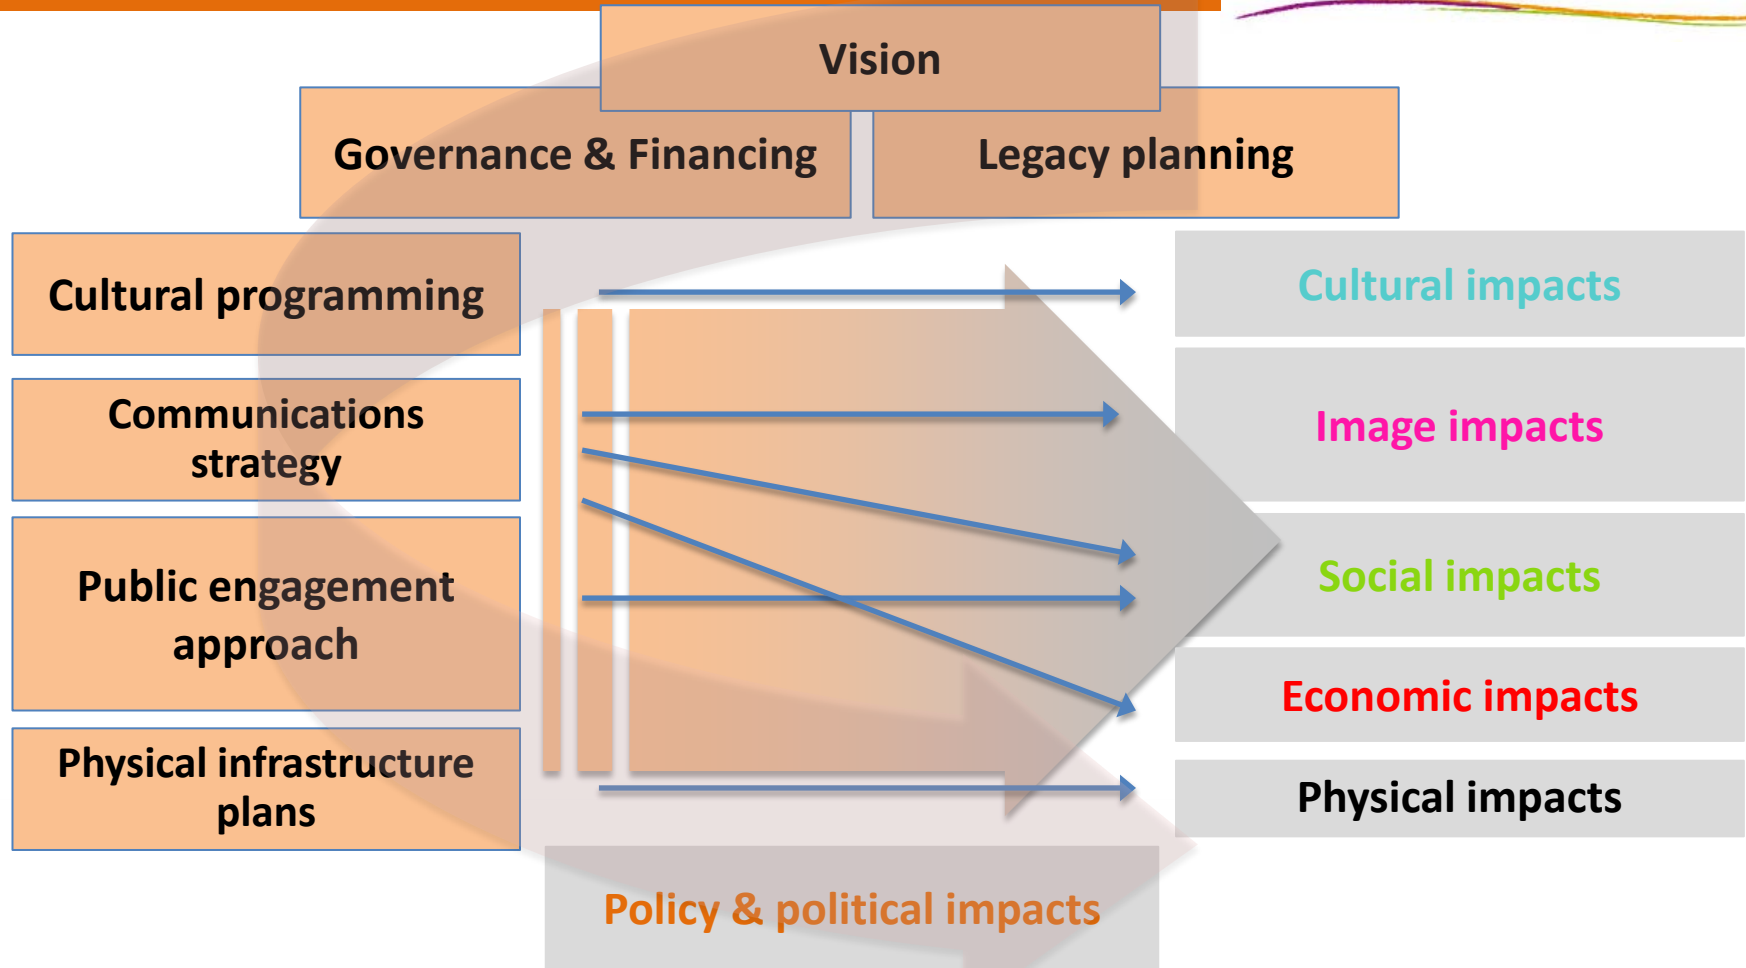 Vision
Governance & Financing
Legacy planning
Cultural programming
Cultural impacts
Communications
strategy
Image impacts
Public engagement
approach
Social impacts
Economic impacts
Physical infrastructure
plans
Physical impacts
Policy & political impacts